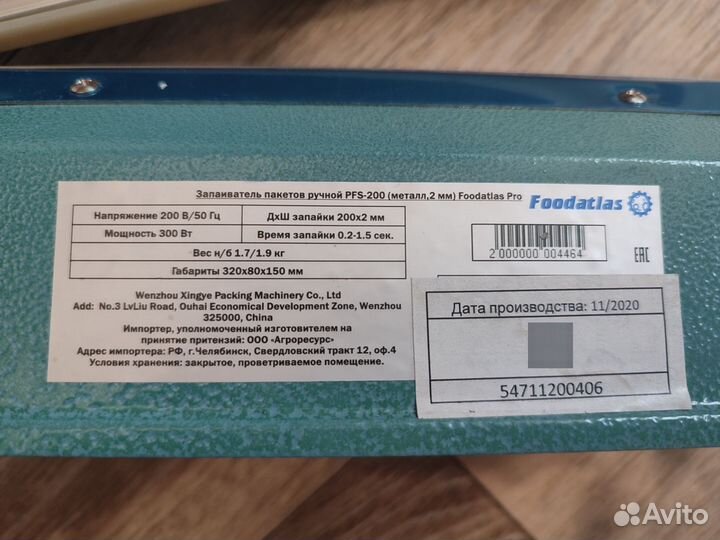 Запаиватель пакетов ручной PFS-200 (металл,2 мм) Foodatlas Pro
Напряжение 200 В/50 Гц
ДхШ запайки 200х2 мм
Мощность 300 Вт
Время запайки 0.2-1.5 сек.
Вес н/б 1.7/1.9 кг
Габариты 320х80х150 мм
Foodatlas
2 000000 004464
EAC
Wenzhou Xingye Packing Machinery Co., Ltd
Add: No.3 LvLiu Road, Ouhai Economical Development Zone, Wenzhou
325000, China
Импортер, уполномоченный изготовителем на
принятие притензий: ООО «Агроресурс»
Адрес импортера: РФ, г.Челябинск, Свердловский тракт 12, оф.4
Условия хранения: закрытое, проветриваемое помещение.
Дата производства: 11/2020
54711200406
Avito